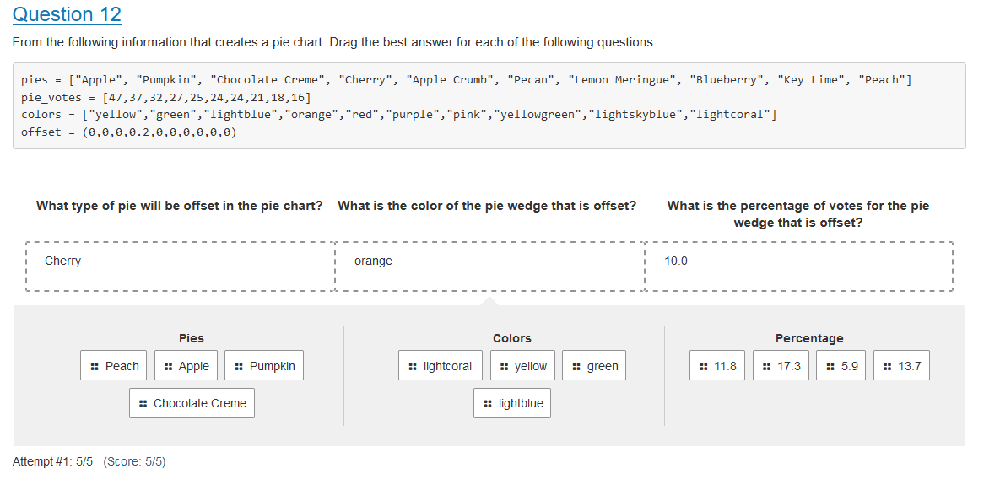 Question 12
From the following information that creates a pie chart. Drag the best answer for each of the following questions.
pies = ["Apple", "Pumpkin", "Chocolate Creme", "Cherry", "Apple Crumb", "Pecan", "Lemon Meringue", "Blueberry", "Key Lime", "Peach"]
pie_votes = [47,37,32,27,25,24,24,21,18,16]
colors = ["yellow","green","lightblue","orange","red","purple","pink","yellowgreen","lightskyblue","lightcoral"]
offset = (0,0,0,0.2,0,0,0,0,0,0)
What type of pie will be offset in the pie chart?
What is the color of the pie wedge that is offset?
What is the percentage of votes for the pie
wedge that is offset?
Cherry
orange
10.0
Pies
Peach
Apple
Pumpkin
Chocolate Creme
Colors
lightcoral
yellow
green
lightblue
Percentage
11.8
17.3
5.9
13.7
Attempt #1: 5/5 (Score: 5/5)